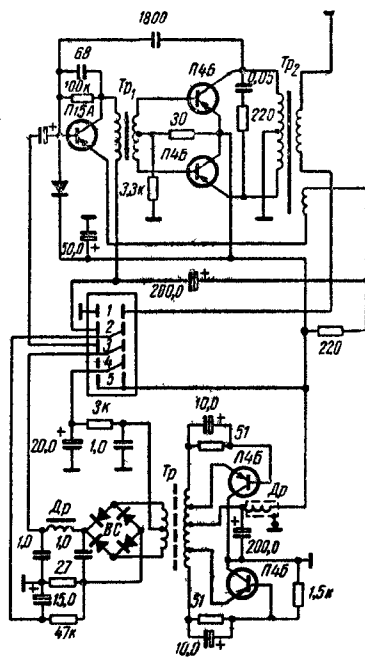 1800
68
100к
П15А
Тр₁
П4Б
0,05
Тр₂
30
220
П4Б
3,3к
50,0
+
200,0
+
1
2
3
4
5
220
3к
20,0
+
1,0
10,0
+
51
П4Б
Тр
Др
Др
ВС
1,0
1,0
200,0
27
+
15,0
П4Б
51
1,5к
47к
10,0
+